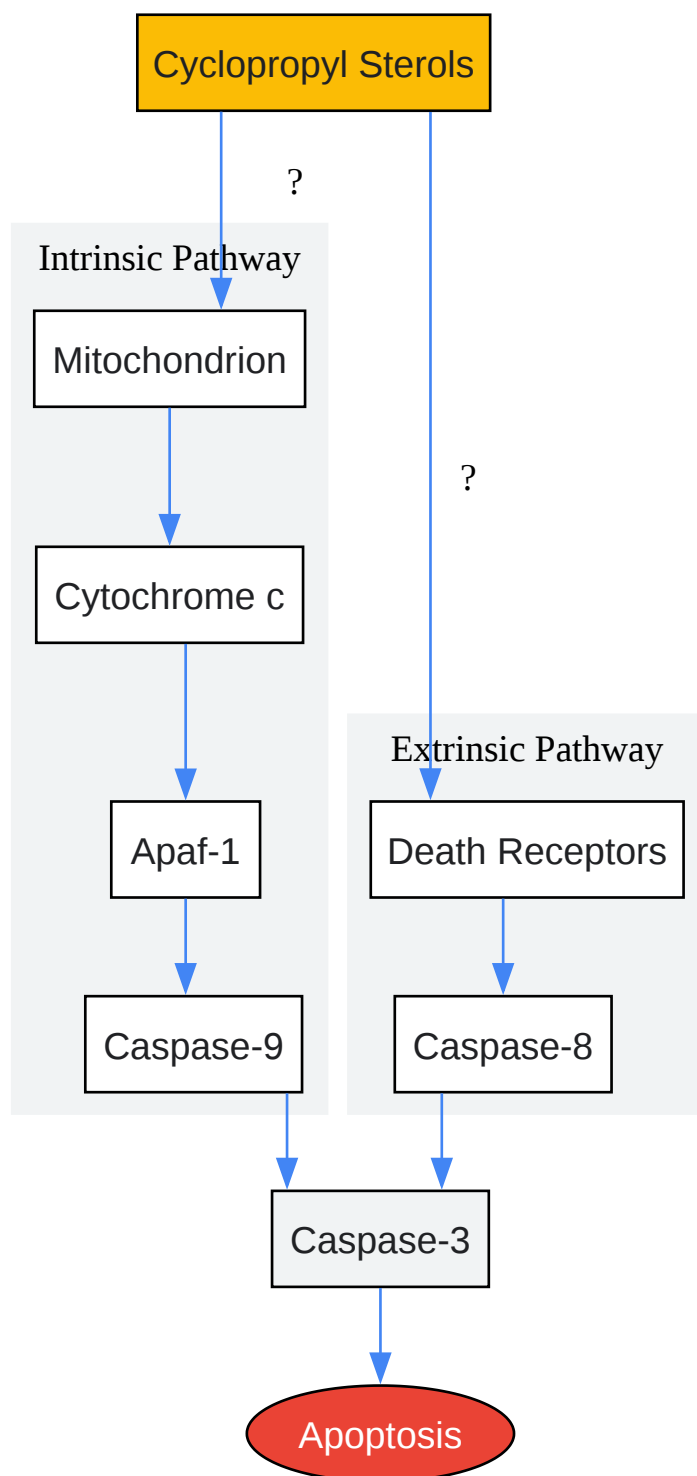 Cyclopropyl Sterols
?
Intrinsic Pathway
Mitochondrion
?
Cytochrome c
Extrinsic Pathway
Apaf-1
Death Receptors
Caspase-9
Caspase-8
Caspase-3
Apoptosis